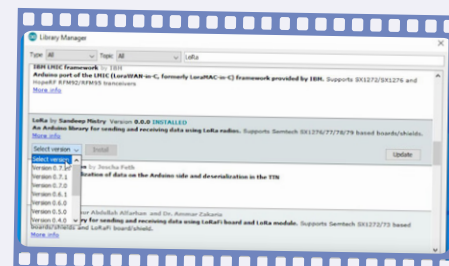 Library Manager
Type All Topic All LoRa
IBM LMIC framework by IBM
Arduino port of the LMIC (LoraWAN-in-C, formerly LoraMAC-in-C) framework provided by IBM. Supports SX1272/SX1276 and
HopeRF RFM92/RFM95 tranceivers
More info
LoRa by Sandeep Mistry Version 0.0.0 INSTALLED
An Arduino library for sending and receiving data using LoRa radios. Supports Semtech SX1276/77/78/79 based boards/shields.
More info
Select version Install Update
Select version
Version 0.7.1
Version 0.7.0
Version 0.6.1
Version 0.6.0
Version 0.5.0
Version 0.4.0
by Joscha Feth
lization of data on the Arduino side and deserialization in the TTN
or Abdullah Alfarhan and Dr. Ammar Zakaria
ry for sending and receiving data using LoRaFi board and LoRa module. Supports Semtech SX1272/73 based
boards/shields and LoRaFi board/shield.
More info